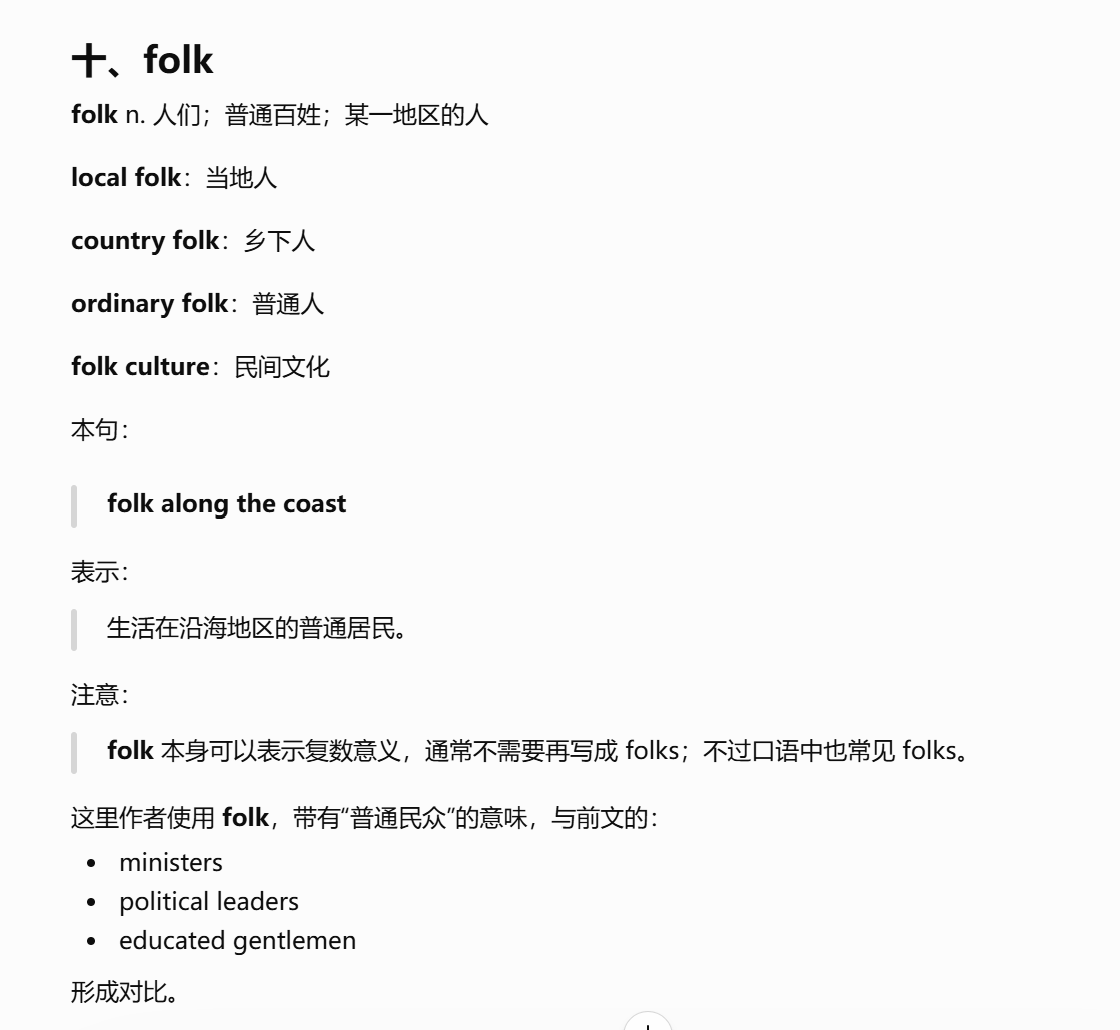 十、folk
folk n. 人们；普通百姓；某一地区的人
local folk：当地人
country folk：乡下人
ordinary folk：普通人
folk culture：民间文化
本句：
folk along the coast
表示：
生活在沿海地区的普通居民。
注意：
folk 本身可以表示复数意义，通常不需要再写成 folks；不过口语中也常见 folks。
这里作者使用 folk，带有“普通民众”的意味，与前文的：
• ministers
• political leaders
• educated gentlemen
形成对比。